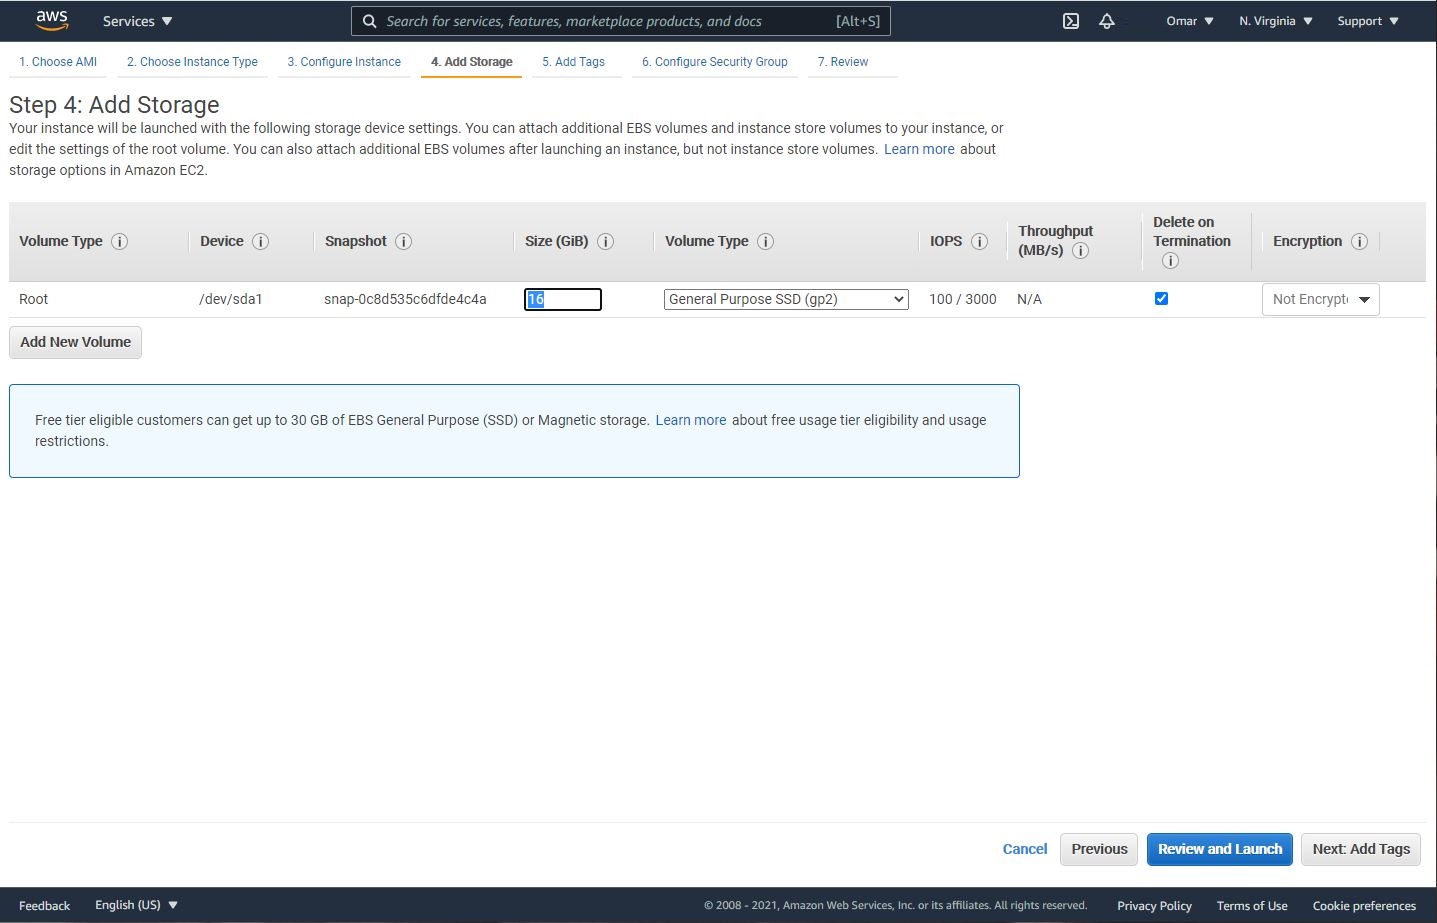 aws Services Search for services, features, marketplace products, and docs [Alt+S] Omar N. Virginia Support
1. Choose AMI 2. Choose Instance Type 3. Configure Instance 4. Add Storage 5. Add Tags 6. Configure Security Group 7. Review
Step 4: Add Storage
Your instance will be launched with the following storage device settings. You can attach additional EBS volumes and instance store volumes to your instance, or
edit the settings of the root volume. You can also attach additional EBS volumes after launching an instance, but not instance store volumes. Learn more about
storage options in Amazon EC2.
Volume Type Device Snapshot Size (GiB) Volume Type IOPS Throughput (MB/s) Delete on Termination Encryption
Root /dev/sda1 snap-0c8d535c6dfde4c4a 16 General Purpose SSD (gp2) 100 / 3000 N/A Not Encrypt
Add New Volume
Free tier eligible customers can get up to 30 GB of EBS General Purpose (SSD) or Magnetic storage. Learn more about free usage tier eligibility and usage
restrictions.
Cancel Previous Review and Launch Next: Add Tags
Feedback English (US) © 2008 - 2021, Amazon Web Services, Inc. or its affiliates. All rights reserved. Privacy Policy Terms of Use Cookie preferences